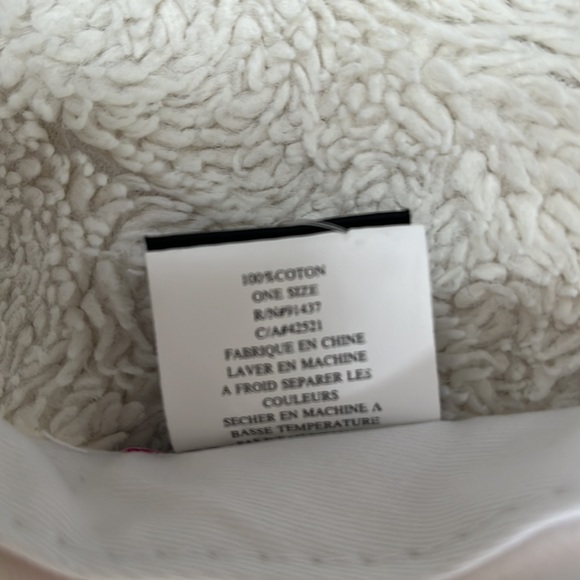 100%COTON
ONE SIZE
R/N#91437
C/A#42521
FABRIQUE EN CHINE
LAVER EN MACHINE
A FROID SEPARER LES
COULEURS
SECHER EN MACHINE A
BASSE TEMPERATURE